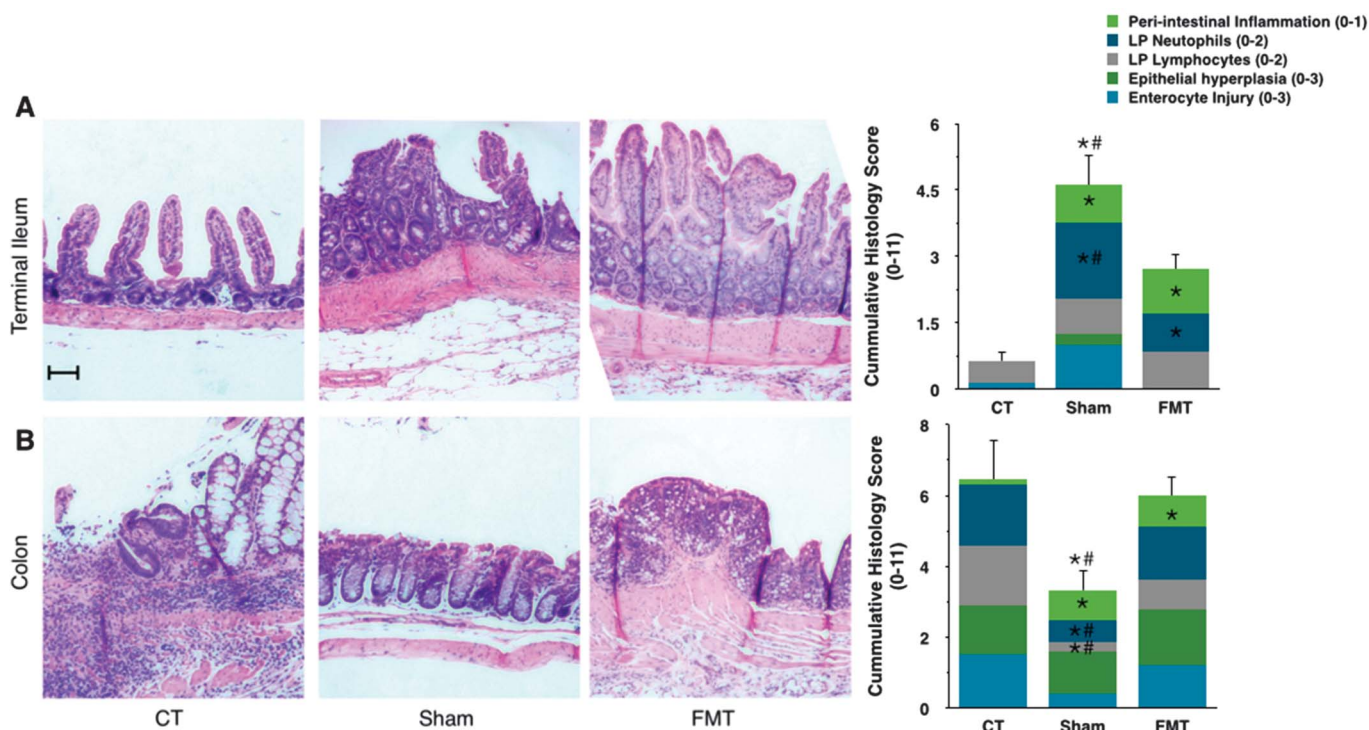 Peri-intestinal Inflammation (0-1)
LP Neutophils (0-2)
LP Lymphocytes (0-2)
Epithelial hyperplasia (0-3)
Enterocyte Injury (0-3)
A
Terminal Ileum
Cummulative Histology Score
(0-11)
6
4.5
3
1.5
0
*#
*
*#
*
*
CT
Sham
FMT
B
Colon
CT
Sham
FMT
Cummulative Histology Score
(0-11)
8
6
4
2
0
*#
*
*#
*#
*
CT
Sham
FMT